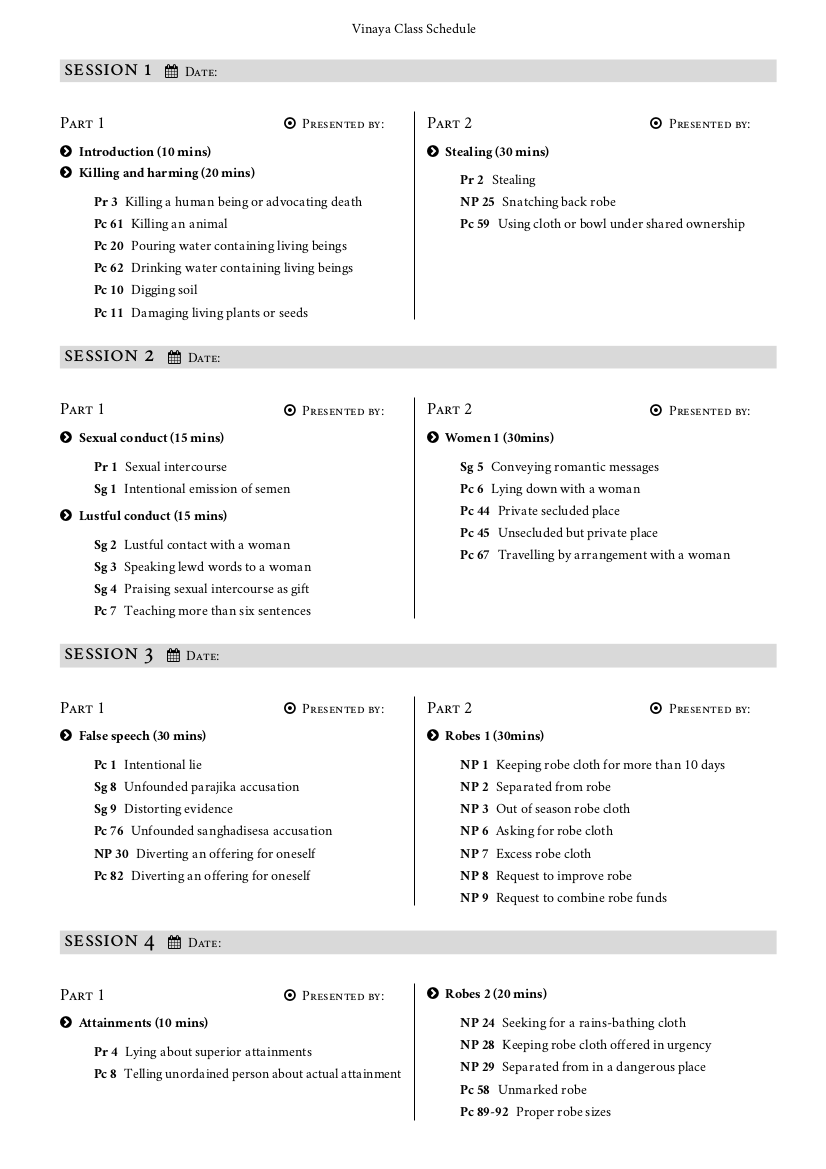 Vinaya Class Schedule
SESSION 1 Date:
Part 1 Presented by:
Introduction (10 mins)
Killing and harming (20 mins)
Pr 3 Killing a human being or advocating death
Pc 61 Killing an animal
Pc 20 Pouring water containing living beings
Pc 62 Drinking water containing living beings
Pc 10 Digging soil
Pc 11 Damaging living plants or seeds
Part 2 Presented by:
Stealing (30 mins)
Pr 2 Stealing
NP 25 Snatching back robe
Pc 59 Using cloth or bowl under shared ownership
SESSION 2 Date:
Part 1 Presented by:
Sexual conduct (15 mins)
Pr 1 Sexual intercourse
Sg 1 Intentional emission of semen
Lustful conduct (15 mins)
Sg 2 Lustful contact with a woman
Sg 3 Speaking lewd words to a woman
Sg 4 Praising sexual intercourse as gift
Pc 7 Teaching more than six sentences
Part 2 Presented by:
Women 1 (30mins)
Sg 5 Conveying romantic messages
Pc 6 Lying down with a woman
Pc 44 Private secluded place
Pc 45 Unsecluded but private place
Pc 67 Travelling by arrangement with a woman
SESSION 3 Date:
Part 1 Presented by:
False speech (30 mins)
Pc 1 Intentional lie
Sg 8 Unfounded parajika accusation
Sg 9 Distorting evidence
Pc 76 Unfounded sanghadisesa accusation
NP 30 Diverting an offering for oneself
Pc 82 Diverting an offering for oneself
Part 2 Presented by:
Robes 1 (30mins)
NP 1 Keeping robe cloth for more than 10 days
NP 2 Separated from robe
NP 3 Out of season robe cloth
NP 6 Asking for robe cloth
NP 7 Excess robe cloth
NP 8 Request to improve robe
NP 9 Request to combine robe funds
SESSION 4 Date:
Part 1 Presented by:
Attainments (10 mins)
Pr 4 Lying about superior attainments
Pc 8 Telling unordained person about actual attainment
Robes 2 (20 mins)
NP 24 Seeking for a rains-bathing cloth
NP 28 Keeping robe cloth offered in urgency
NP 29 Separated from in a dangerous place
Pc 58 Unmarked robe
Pc 89-92 Proper robe sizes